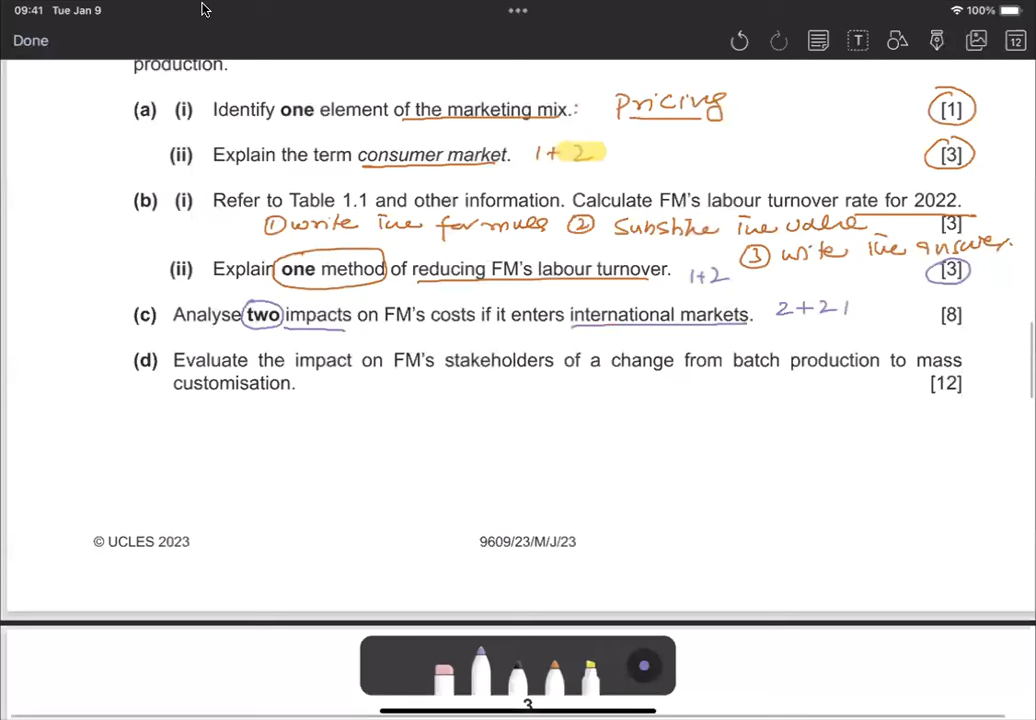 09:41 Tue Jan 9 100%
Done T 12
production.
(a) (i) Identify one element of the marketing mix.: Pricing [1]
(ii) Explain the term consumer market. 1+2 [3]
(b) (i) Refer to Table 1.1 and other information. Calculate FM's labour turnover rate for 2022.
① write the formula ② Substitue the value [3]
③ write the answer.
(ii) Explain one method of reducing FM's labour turnover. 1+2 [3]
(c) Analyse two impacts on FM's costs if it enters international markets. 2+2 [8]
(d) Evaluate the impact on FM's stakeholders of a change from batch production to mass
customisation. [12]
© UCLES 2023 9609/23/M/J/23
3